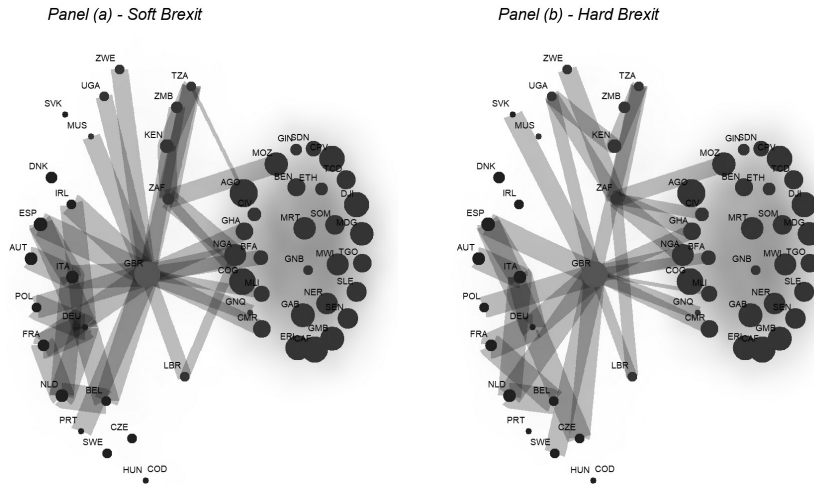 Panel (a) - Soft Brexit
ZWE
TZA
UGA
ZMB
SVK
MUS
KEN
GIN
SDN
CPV
MOZ
TCD
DNK
ZAF
AGO
BEN
ETH
DJI
IRL
CIV
ESP
GHA
MRT
SOM
MDG
AUT
NGA
BFA
ITA
GBR
COG
GNB
MWI
TGO
MLI
SLE
POL
GNQ
NER
DEU
CMR
GAB
SEN
FRA
GMB
ERI
CAF
LBR
NLD
BEL
PRT
SWE
CZE
HUN
COD
Panel (b) - Hard Brexit
ZWE
TZA
UGA
ZMB
SVK
MUS
KEN
GIN
SDN
CPV
MOZ
TCD
DNK
ZAF
AGO
BEN
ETH
DJI
IRL
CIV
ESP
GHA
MRT
SOM
MDG
AUT
NGA
BFA
ITA
GBR
COG
GNB
MWI
TGO
MLI
SLE
POL
GNQ
NER
DEU
CMR
GAB
SEN
FRA
GMB
ERI
CAF
LBR
NLD
BEL
PRT
SWE
CZE
HUN
COD